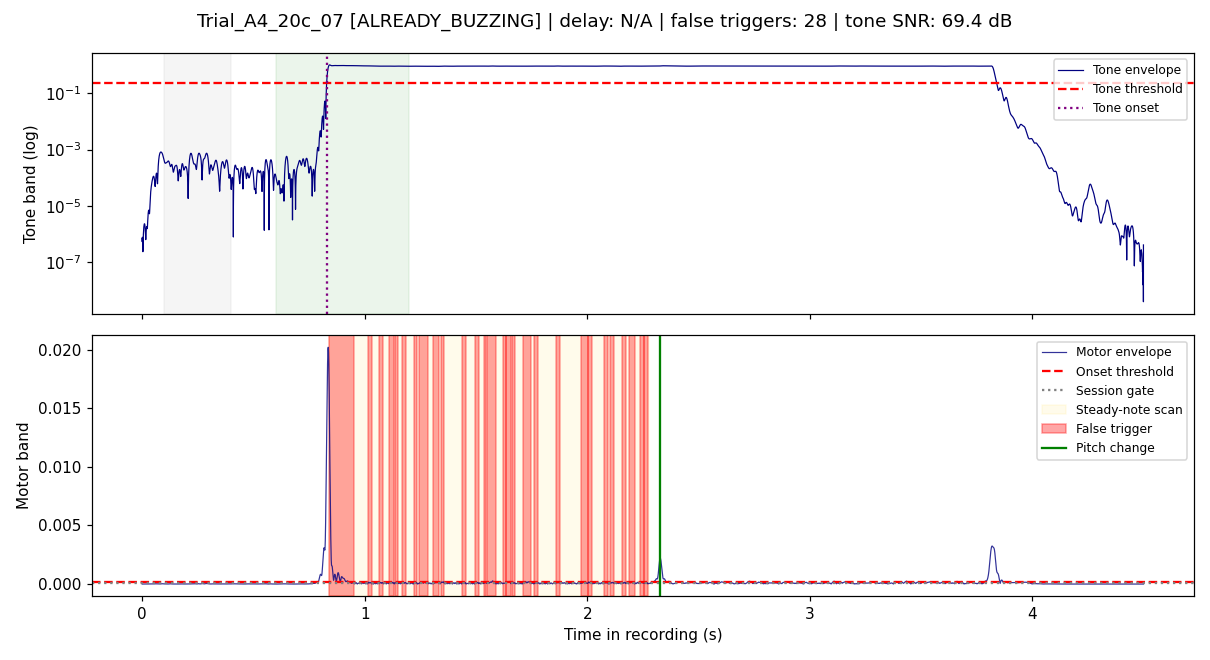 Trial_A4_20c_07 [ALREADY_BUZZING] | delay: N/A | false triggers: 28 | tone SNR: 69.4 dB
Tone band (log)
10⁻¹
10⁻³
10⁻⁵
10⁻⁷
Tone envelope
Tone threshold
Tone onset
Motor band
0.020
0.015
0.010
0.005
0.000
Motor envelope
Onset threshold
Session gate
Steady-note scan
False trigger
Pitch change
0 1 2 3 4
Time in recording (s)